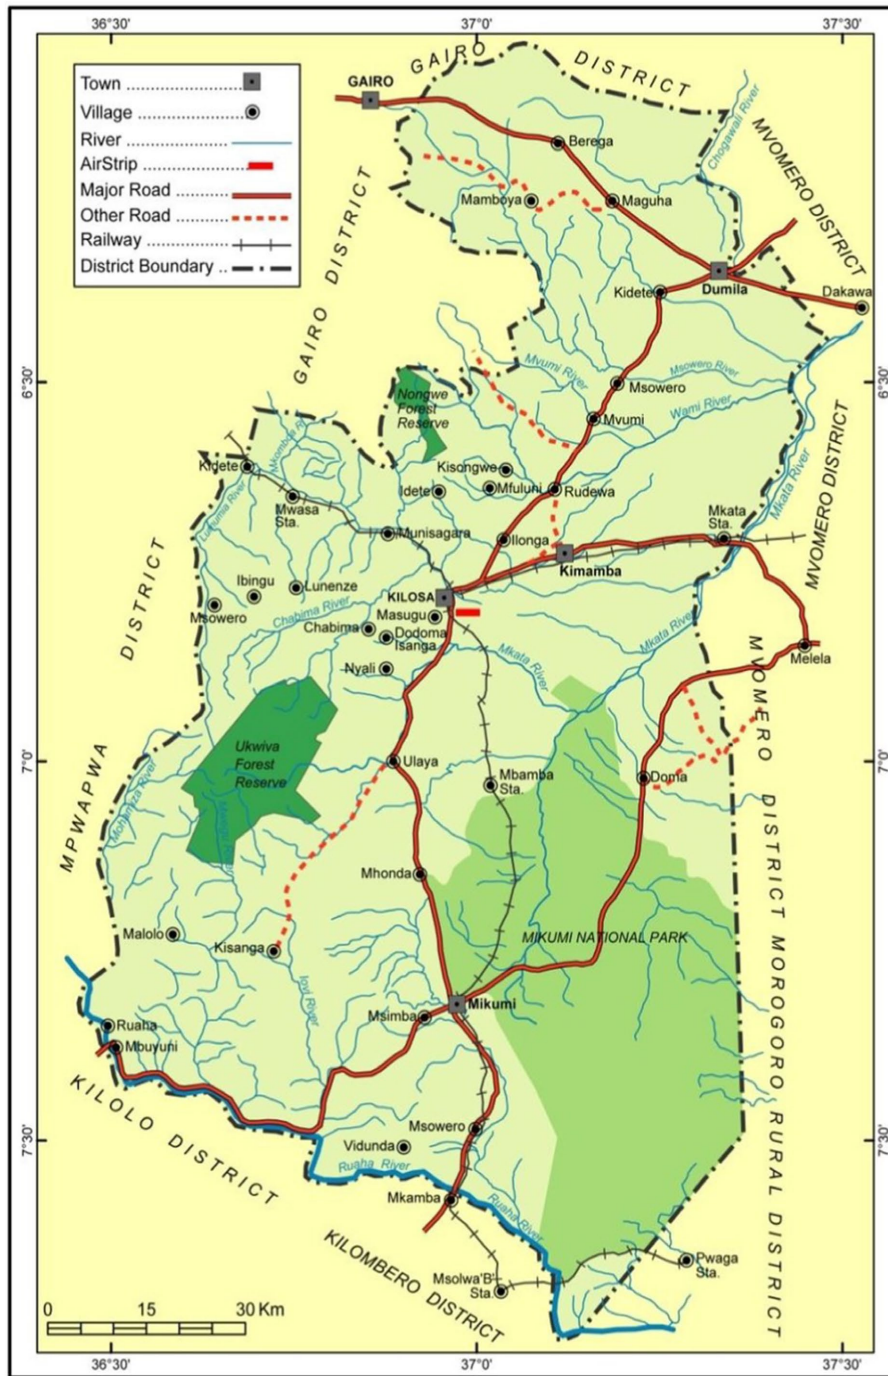 36°30'
37°0'
37°30'
Town
Village
River
AirStrip
Major Road
Other Road
Railway
District Boundary
GAIRO DISTRICT
GAIRO
Berega
Chogawali River
MVOMERO DISTRICT
Mamboya
Maguha
GAIRO DISTRICT
Kidete
Dumila
Dakawa
6°30'
6°30'
Mvumi River
Msowero River
Nongwe
Forest
Reserve
Msowero
Mvumi
Wami River
Kidete
Kisongwe
Mkata River
MVOMERO DISTRICT
Idete
Mfuluni
Rudewa
Mwasa
Sta.
Munisagara
Ilonga
Mkata
Sta.
Kimamba
Ibingu
Lunenze
KILOSA
Msowero
Chabima River
Masugu
Chabima
Dodoma
Isanga
DISTRICT
Nyali
Mkata River
Mkata River
Melela
MVOMERO DISTRICT
Ukwiva
Forest
Reserve
Ulaya
7°0'
7°0'
Mbamba
Sta.
Doma
MPWAPWA
Mhonda
Malolo
Kisanga
MIKUMI NATIONAL PARK
Iovi River
Mikumi
Msimba
Ruaha
Mbuyuni
MOROGORO RURAL DISTRICT
KILOLO DISTRICT
Msowero
7°30'
7°30'
Vidunda
Ruaha River
Mkamba
Ruaha River
KILOMBERO DISTRICT
Msolwa'B'
Sta.
Pwaga
Sta.
0 15 30 Km
36°30'
37°0'
37°30'